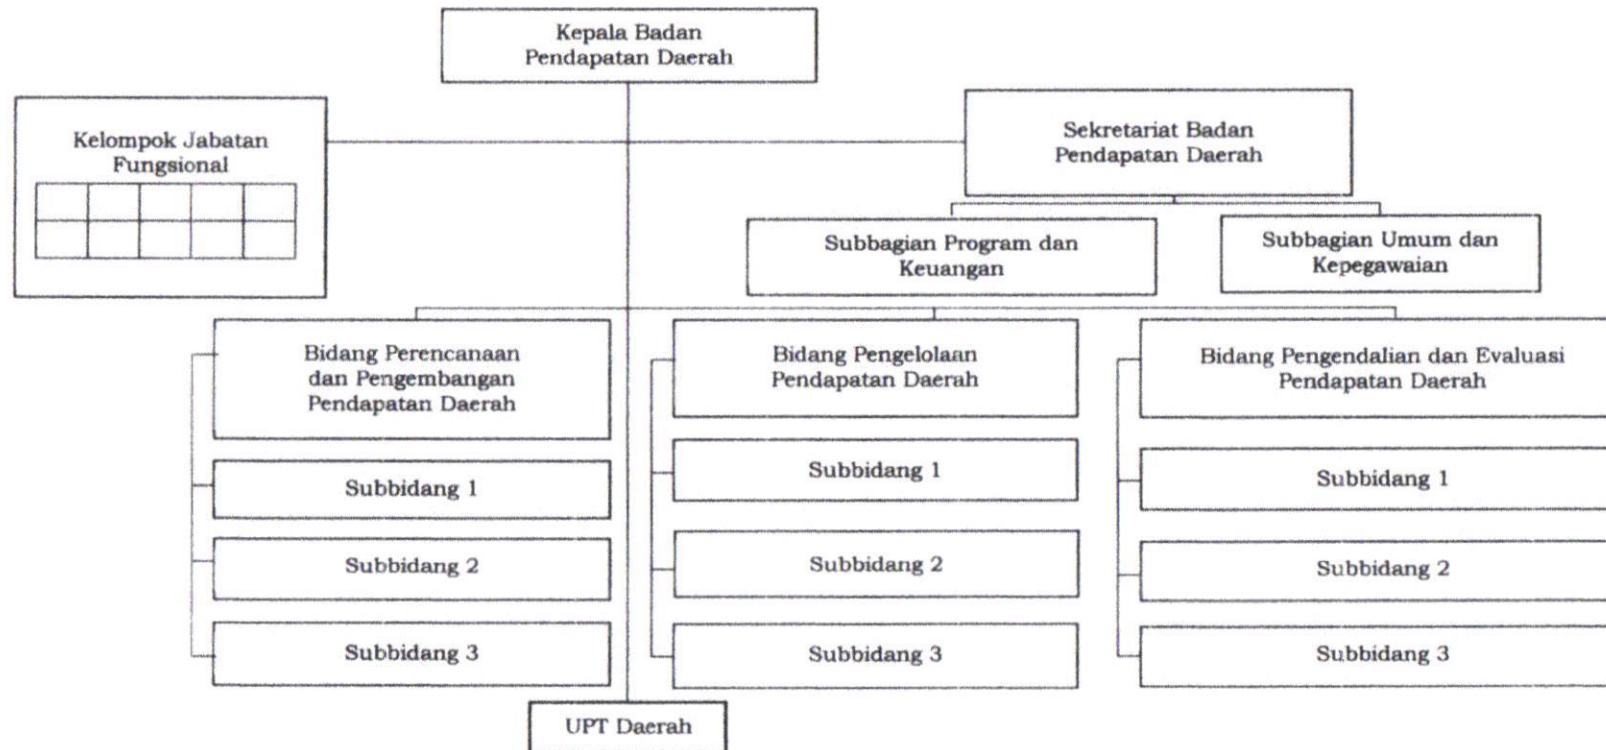 Kepala Badan
Pendapatan Daerah
Kelompok Jabatan
Fungsional
Sekretariat Badan
Pendapatan Daerah
Subbagian Program dan
Keuangan
Subbagian Umum dan
Kepegawaian
Bidang Perencanaan
dan Pengembangan
Pendapatan Daerah
Subbidang 1
Subbidang 2
Subbidang 3
Bidang Pengelolaan
Pendapatan Daerah
Subbidang 1
Subbidang 2
Subbidang 3
Bidang Pengendalian dan Evaluasi
Pendapatan Daerah
Subbidang 1
Subbidang 2
Subbidang 3
UPT Daerah